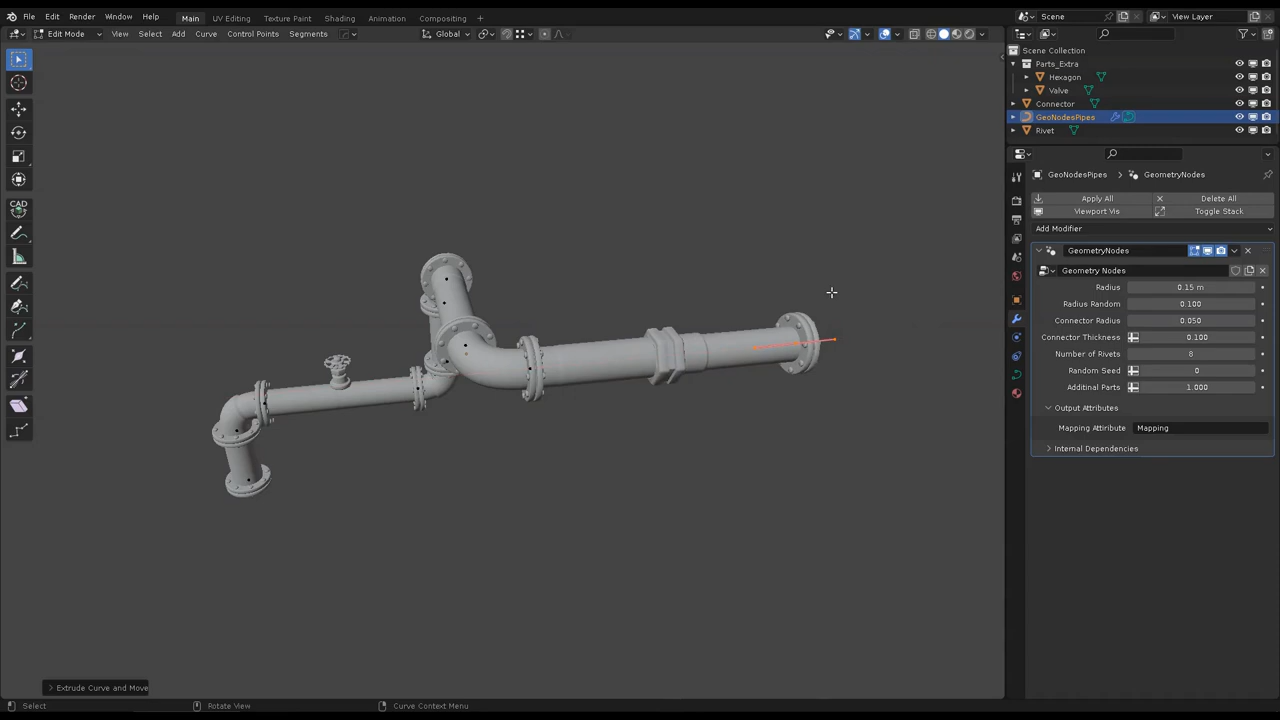 File Edit Render Window Help Main UV Editing Texture Paint Shading Animation Compositing + Scene View Layer
Edit Mode View Select Add Curve Control Points Segments Global
Scene Collection
Parts_Extra
Hexagon
Valve
Connector
GeoNodesPipes
Rivet
GeoNodesPipes > GeometryNodes
Apply All Delete All
Viewport Vis Toggle Stack
Add Modifier
GeometryNodes
Geometry Nodes
Radius 0.15 m
Radius Random 0.100
Connector Radius 0.050
Connector Thickness 0.100
Number of Rivets 8
Random Seed 0
Additinal Parts 1.000
Output Attributes
Mapping Attribute Mapping
Internal Dependencies
CAD
Extrude Curve and Move
Select Rotate View Curve Context Menu